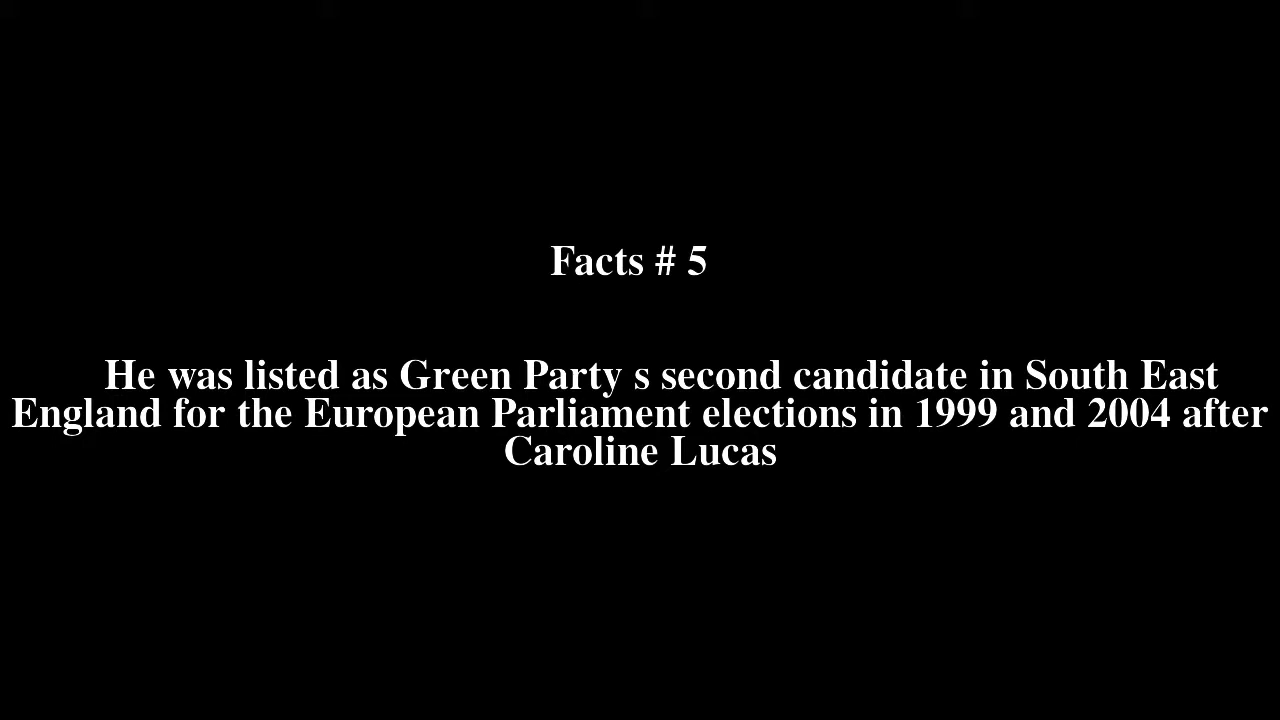 Facts # 5
He was listed as Green Party s second candidate in South East
England for the European Parliament elections in 1999 and 2004 after
Caroline Lucas